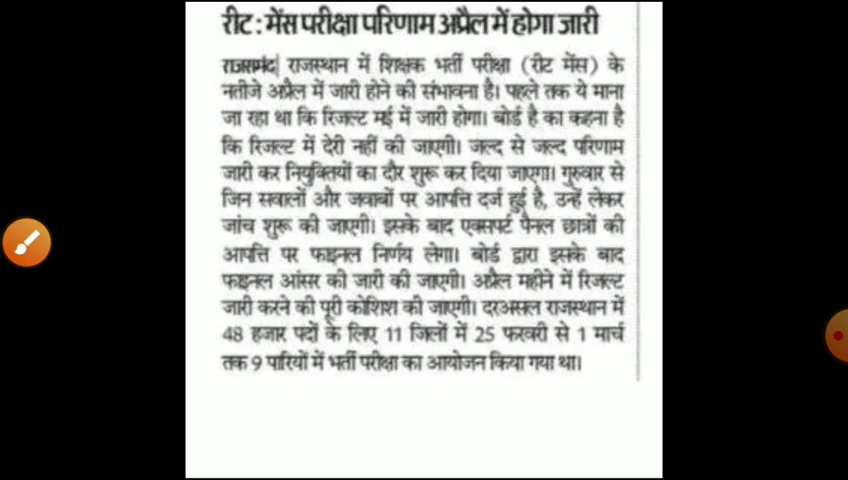 रीट : मेंस परीक्षा परिणाम अप्रैल में होगा जारी
राजसमंद| राजस्थान में शिक्षक भर्ती परीक्षा (रीट मेंस) के
नतीजे अप्रैल में जारी होने की संभावना है। पहले तक ये माना
जा रहा था कि रिजल्ट मई में जारी होगा। बोर्ड है का कहना है
कि रिजल्ट में देरी नहीं की जाएगी। जल्द से जल्द परिणाम
जारी कर नियुक्तियों का दौर शुरू कर दिया जाएगा। गुरुवार से
जिन सवालों और जवाबों पर आपत्ति दर्ज हुई है, उन्हें लेकर
जांच शुरू की जाएगी। इसके बाद एक्सपर्ट पैनल छात्रों की
आपत्ति पर फाइनल निर्णय लेगा। बोर्ड द्वारा इसके बाद
फाइनल आंसर की जारी की जाएगी। अप्रैल महीने में रिजल्ट
जारी करने की पूरी कोशिश की जाएगी। दरअसल राजस्थान में
48 हजार पदों के लिए 11 जिलों में 25 फरवरी से 1 मार्च
तक 9 पारियों में भर्ती परीक्षा का आयोजन किया गया था।